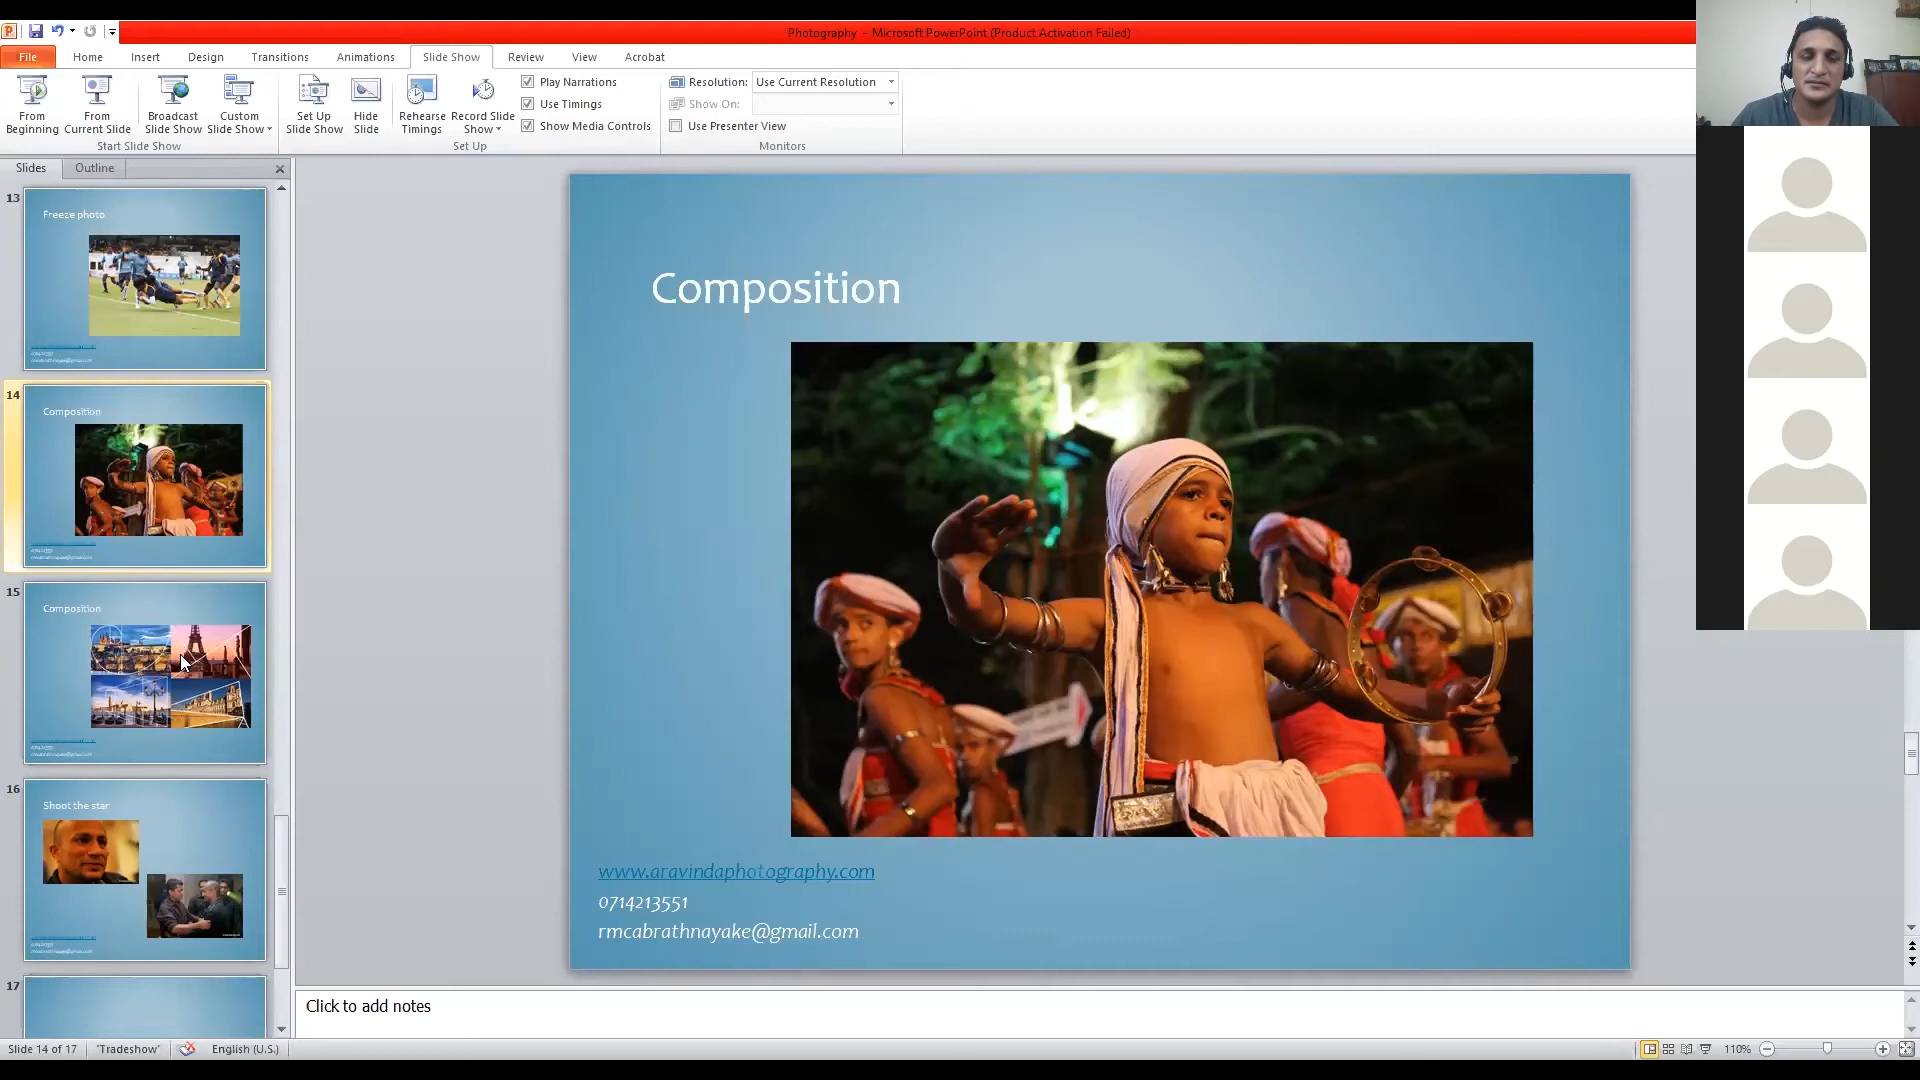 Photography - Microsoft PowerPoint (Product Activation Failed)
File Home Insert Design Transitions Animations Slide Show Review View Acrobat
From Beginning
From Current Slide
Broadcast Slide Show
Custom Slide Show
Start Slide Show
Set Up Slide Show
Hide Slide
Rehearse Timings
Record Slide Show
Play Narrations
Use Timings
Show Media Controls
Set Up
Resolution: Use Current Resolution
Show On:
Use Presenter View
Monitors
Slides Outline
13
Freeze photo
14
Composition
15
Composition
16
Shoot the star
17
Composition
www.aravindaphotography.com
0714213551
rmcabrathnayake@gmail.com
Click to add notes
Slide 14 of 17 "Tradeshow" English (U.S.) 110%